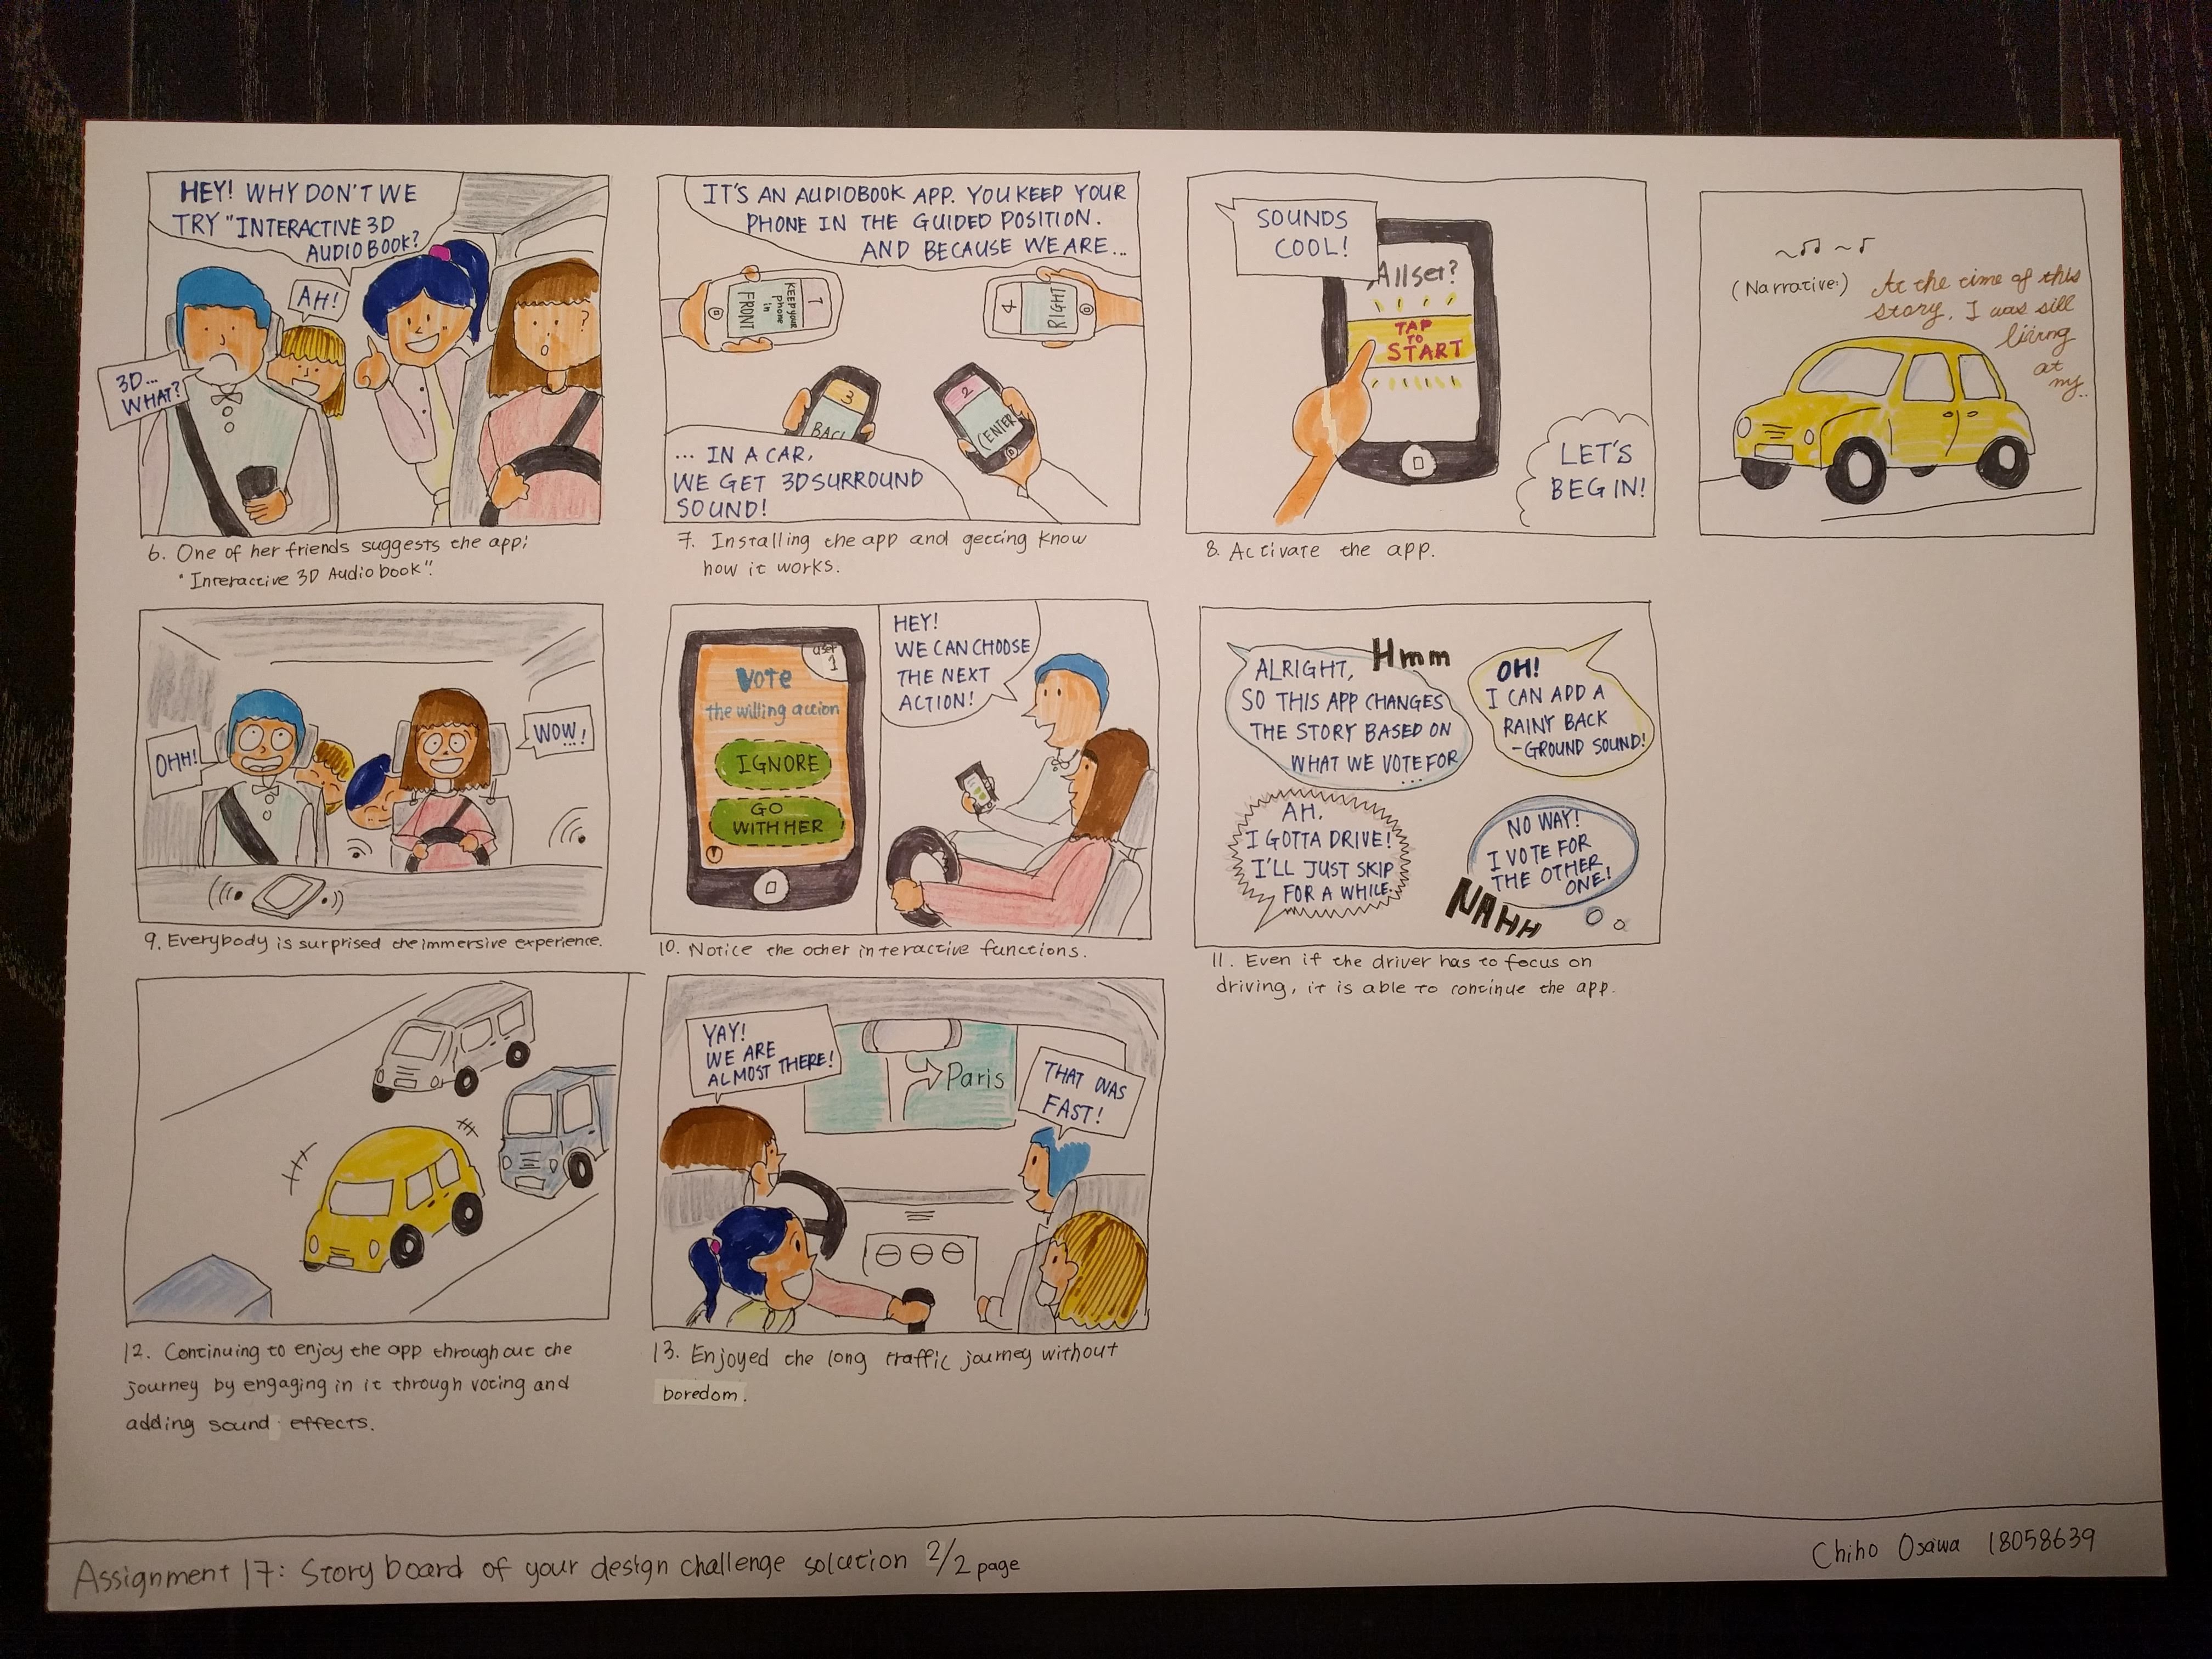 HEY! WHY DON'T WE
TRY "INTERACTIVE 3D
AUDIO BOOK?
AH!
3D...
WHAT?
?
6. One of her friends suggests the app;
"Interactive 3D Audio book".
IT'S AN AUDIOBOOK APP. YOU KEEP YOUR
PHONE IN THE GUIDED POSITION.
AND BECAUSE WE ARE...
1
KEEP YOUR
phone
in
FRONT
4
RIGHT
3
BACK
2
CENTER
... IN A CAR,
WE GET 3D SURROUND
SOUND!
7. Installing the app and getting know
how it works.
SOUNDS
COOL!
All set?
TAP
TO
START
LET'S
BEGIN!
8. Activate the app.
(Narrative:)
At the time of this
story, I was sill
living
at
my..
OHH!
WOW...!
9. Everybody is surprised the immersive experience.
user
1
Vote
the willing action
IGNORE
GO
WITH HER
HEY!
WE CAN CHOOSE
THE NEXT
ACTION!
10. Notice the other interactive functions.
ALRIGHT,
SO THIS APP CHANGES
THE STORY BASED ON
WHAT WE VOTE FOR
...
Hmm
OH!
I CAN ADD A
RAINY BACK
-GROUND SOUND!
AH,
I GOTTA DRIVE!
I'LL JUST SKIP
FOR A WHILE.
NO WAY!
I VOTE FOR
THE OTHER
ONE!
NAHH
11. Even if the driver has to focus on
driving, it is able to continue the app.
12. Continuing to enjoy the app throughout the
journey by engaging in it through voting and
adding sound effects.
YAY!
WE ARE
ALMOST THERE!
Paris
THAT WAS
FAST!
13. Enjoyed the long traffic journey without
boredom.
Assignment 17: Story board of your design challenge solution 2/2 page
Chiho Osawa 18058639